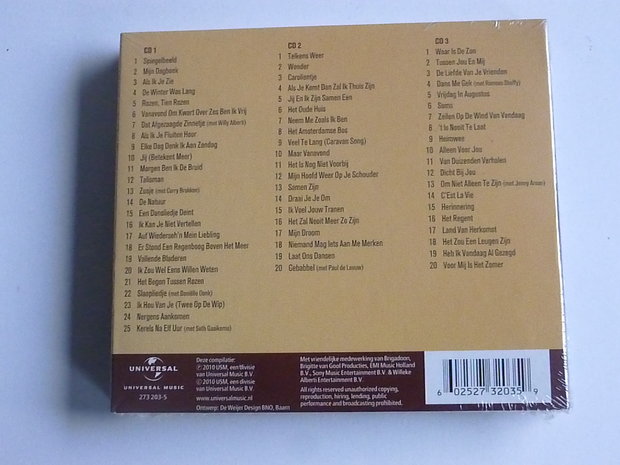 CD 1
1 Spiegelbeeld
2 Mijn Dagboek
3 Als Ik Je Zie
4 De Winter Was Lang
5 Rozen, Tien Rozen
6 Vanavond Om Kwart Over Zes Ben Ik Vrij
7 Dat Afgezaagde Zinnetje (met Willy Alberti)
8 Als Ik Je Fluiten Hoor
9 Elke Dag Denk Ik Aan Zondag
10 Jij (Betekent Meer)
11 Morgen Ben Ik De Bruid
12 Talisman
13 Zusje (met Corry Brokken)
14 De Natuur
15 Een Donsliedje Deint
16 Ik Kan Je Niet Vertellen
17 Auf Wiederseh'n Mein Liebling
18 Er Stond Een Regenboog Boven Het Meer
19 Vallende Bladeren
20 Ik Zou Wel Eens Willen Weten
21 Het Begon Tussen Rozen
22 Slaapliedje (met Daniëlle Oonk)
23 Ik Hou Van Je (Twee Op De Wip)
24 Nergens Aankomen
25 Kerels Na Elf Uur (met Seth Gaaikema)
CD 2
1 Telkens Weer
2 Wonder
3 Carolientje
4 Als Je Komt Dan Zal Ik Thuis Zijn
5 Jij En Ik Zijn Samen Een
6 Het Oude Huis
7 Neem Me Zoals Ik Ben
8 Het Amsterdamse Bos
9 Veel Te Lang (Caravan Song)
10 Maar Vanavond
11 Het Is Nog Niet Voorbij
12 Mijn Hoofd Weer Op Je Schouder
13 Samen Zijn
14 Draai Je Je Om
15 Ik Voel Jouw Tranen
16 Het Zal Nooit Meer Zo Zijn
17 Mijn Droom
18 Niemand Mag Iets Aan Me Merken
19 Laat Ons Dansen
20 Gebabbel (met Paul de Leeuw)
CD 3
1 Waar Is De Zon
2 Tussen Jou En Mij
3 De Liefde Van Je Vrienden
4 Dans Me Gek (met Ramses Shaffy)
5 Vrijdag In Augustus
6 Soms
7 Zeilen Op De Wind Van Vandaag
8 't Is Nooit Te Laat
9 Heimwee
10 Alleen Voor Jou
11 Van Duizenden Verhalen
12 Dicht Bij Jou
13 Om Niet Alleen Te Zijn (met Jenny Arean)
14 C'Est La Vie
15 Herinnering
16 Het Regent
17 Land Van Herkomst
18 Het Zou Een Leugen Zijn
19 Heb Ik Vandaag Al Gezegd
20 Voor Mij Is Het Zomer
UNIVERSAL
UNIVERSAL MUSIC
273 203-5
Deze compilatie:
℗ 2010 USM, een divisie
van Universal Music B.V.
© 2010 USM, een divisie
van Universal Music B.V.
www.universalmusic.nl
Ontwerp: De Weijer Design BNO, Baarn
Met vriendelijke medewerking van Brigadoon,
Brigitte van Gool Producties, EMI Music Holland
B.V., Sony Music Entertainment B.V. & Willeke
Alberti Entertainment B.V.
All rights reserved unauthorized copying,
reproduction, hiring, lending, public
performance and broadcasting prohibited.
6 02527 32035 9